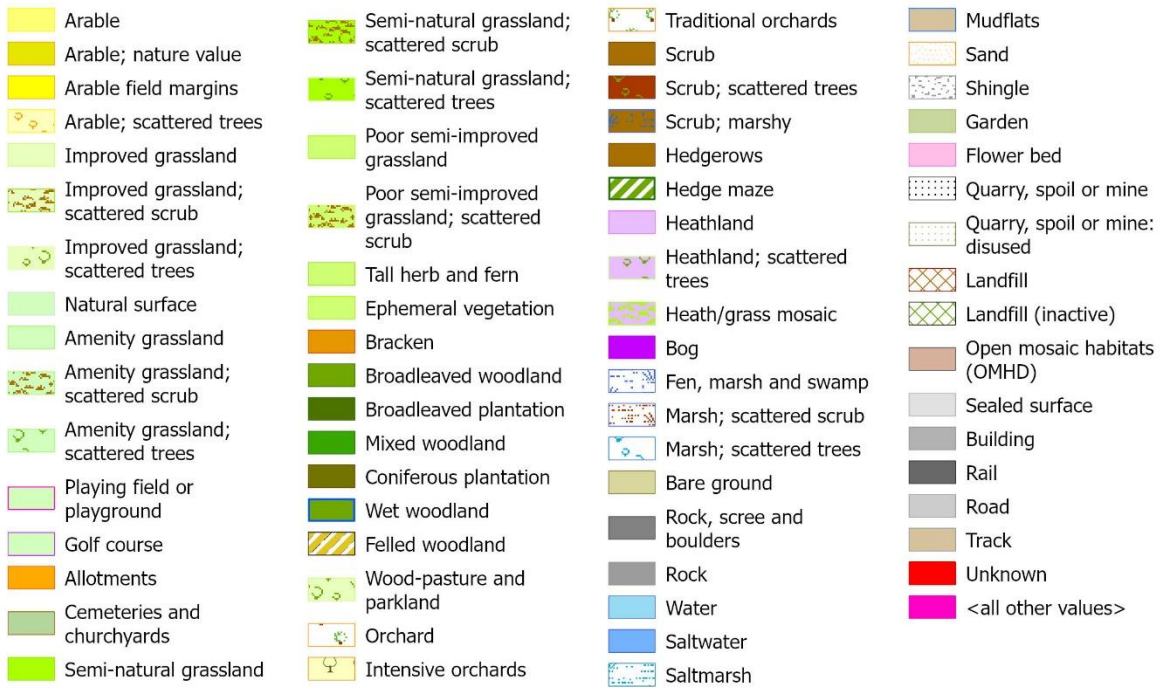 Arable
Arable; nature value
Arable field margins
Arable; scattered trees
Improved grassland
Improved grassland;
scattered scrub
Improved grassland;
scattered trees
Natural surface
Amenity grassland
Amenity grassland;
scattered scrub
Amenity grassland;
scattered trees
Playing field or
playground
Golf course
Allotments
Cemeteries and
churchyards
Semi-natural grassland
Semi-natural grassland;
scattered scrub
Semi-natural grassland;
scattered trees
Poor semi-improved
grassland
Poor semi-improved
grassland; scattered
scrub
Tall herb and fern
Ephemeral vegetation
Bracken
Broadleaved woodland
Broadleaved plantation
Mixed woodland
Coniferous plantation
Wet woodland
Felled woodland
Wood-pasture and
parkland
Orchard
Intensive orchards
Traditional orchards
Scrub
Scrub; scattered trees
Scrub; marshy
Hedgerows
Hedge maze
Heathland
Heathland; scattered
trees
Heath/grass mosaic
Bog
Fen, marsh and swamp
Marsh; scattered scrub
Marsh; scattered trees
Bare ground
Rock, scree and
boulders
Rock
Water
Saltwater
Saltmarsh
Mudflats
Sand
Shingle
Garden
Flower bed
Quarry, spoil or mine
Quarry, spoil or mine:
disused
Landfill
Landfill (inactive)
Open mosaic habitats
(OMHD)
Sealed surface
Building
Rail
Road
Track
Unknown
<all other values>